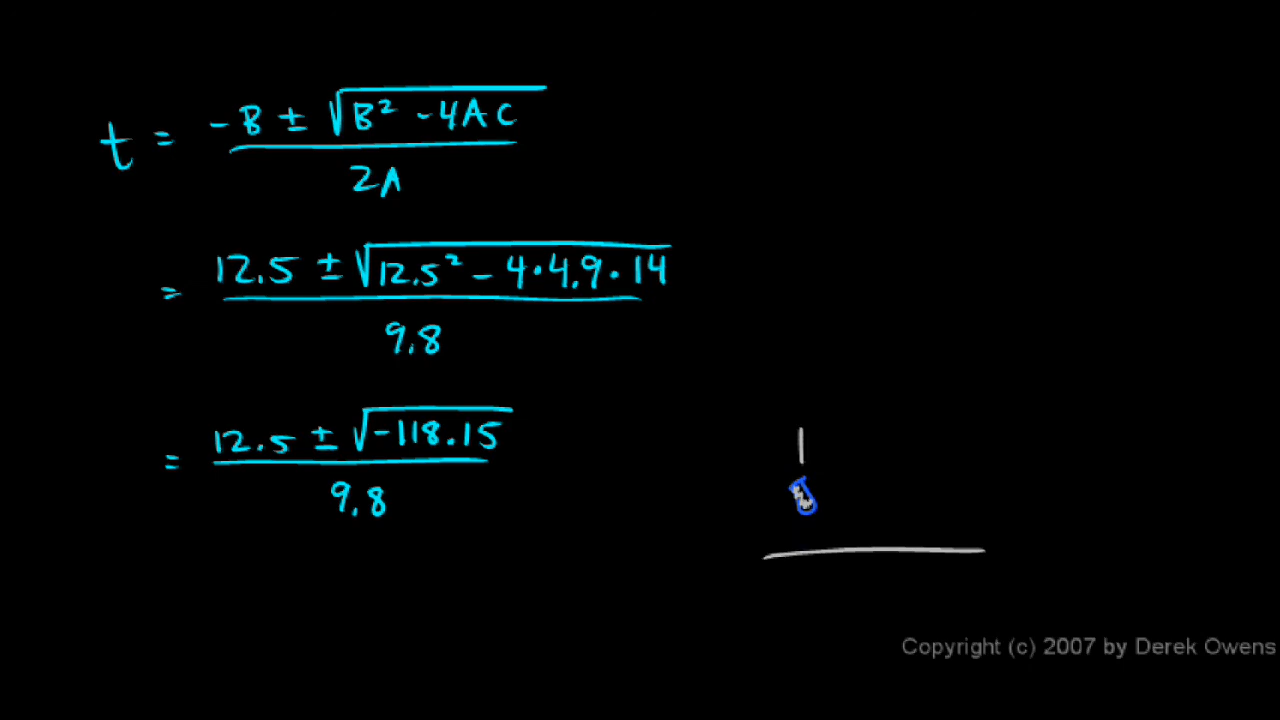 t = -B ± √B² - 4AC
2A
= 12.5 ± √12.5² - 4·4.9·14
9.8
= 12.5 ± √-118.15
9.8
Copyright (c) 2007 by Derek Owens